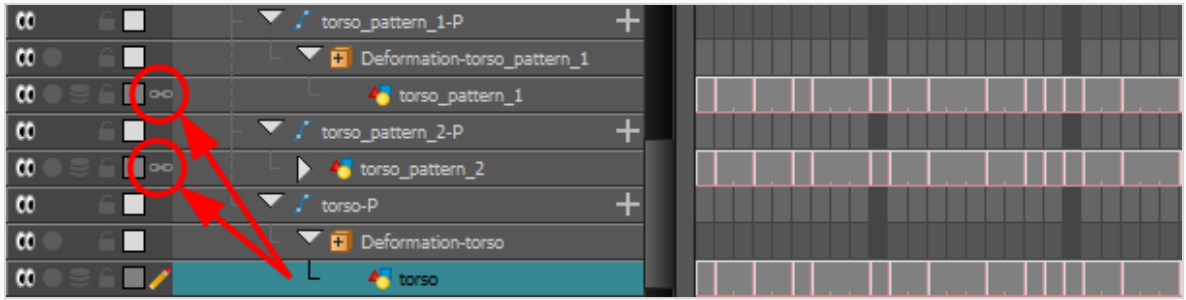 torso_pattern_1-P
Deformation-torso_pattern_1
torso_pattern_1
torso_pattern_2-P
torso_pattern_2
torso-P
Deformation-torso
torso